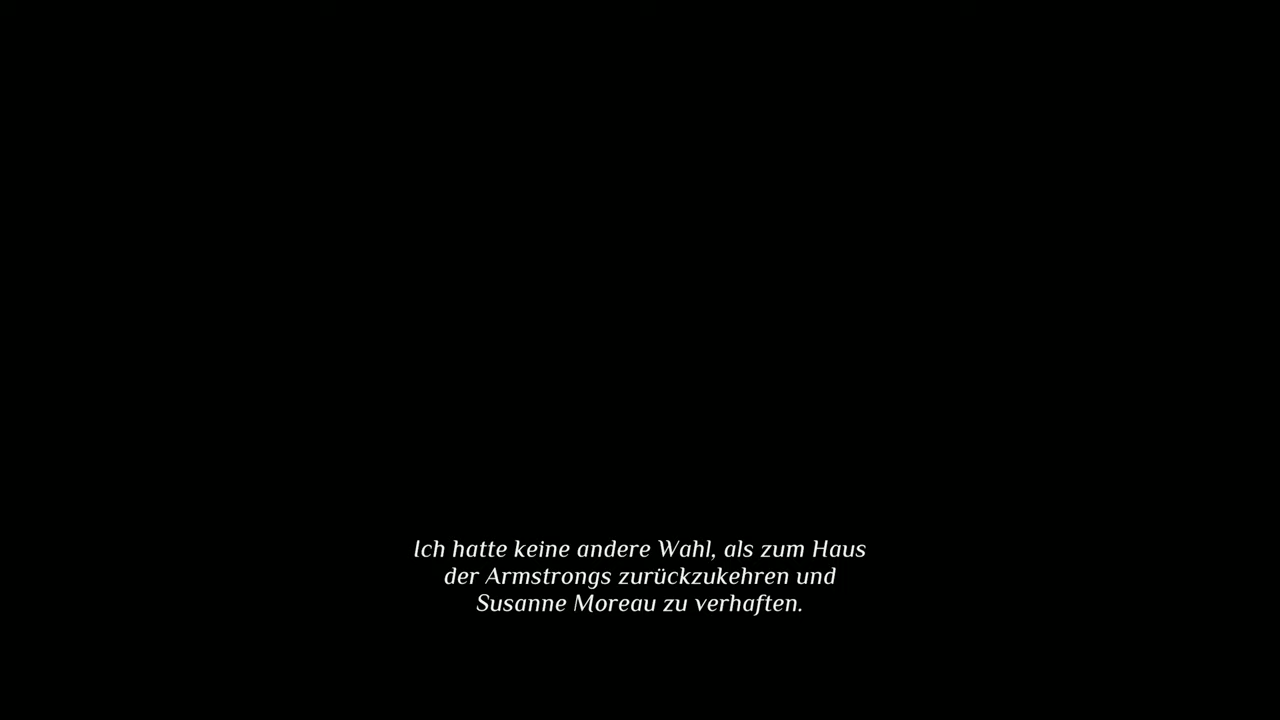 Ich hatte keine andere Wahl, als zum Haus
der Armstrongs zurückzukehren und
Susanne Moreau zu verhaften.